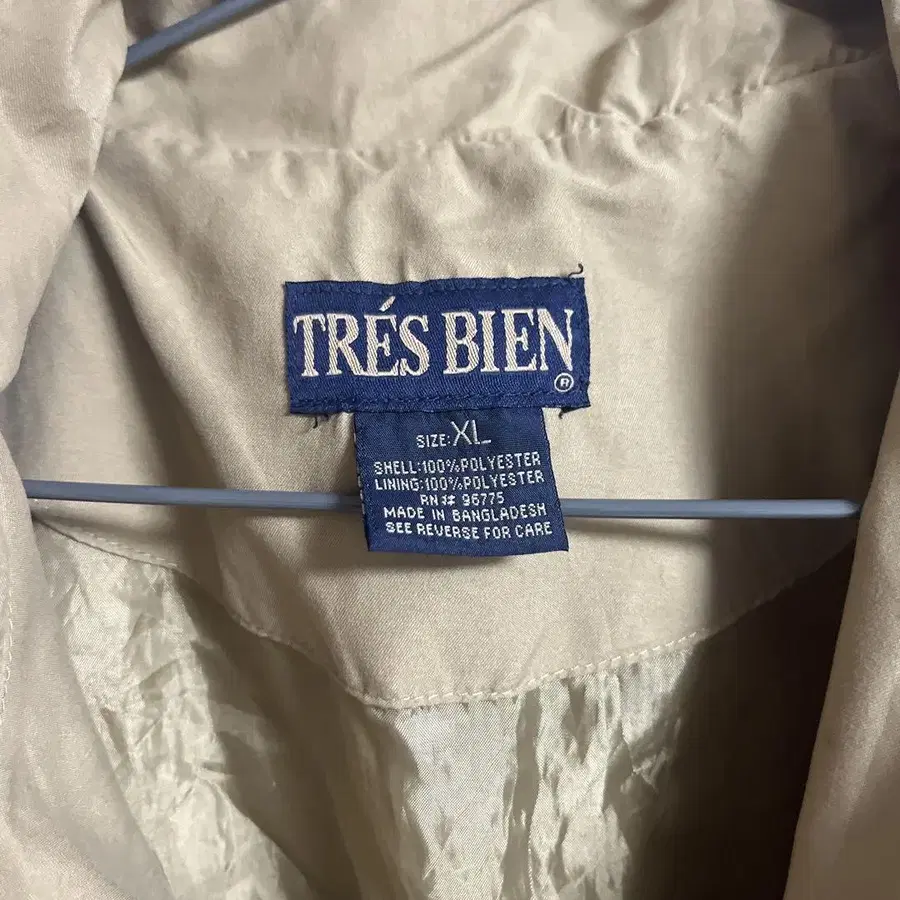 TRÉS BIEN
®
SIZE: XL
SHELL:100%POLYESTER
LINING:100%POLYESTER
RN # 96775
MADE IN BANGLADESH
SEE REVERSE FOR CARE